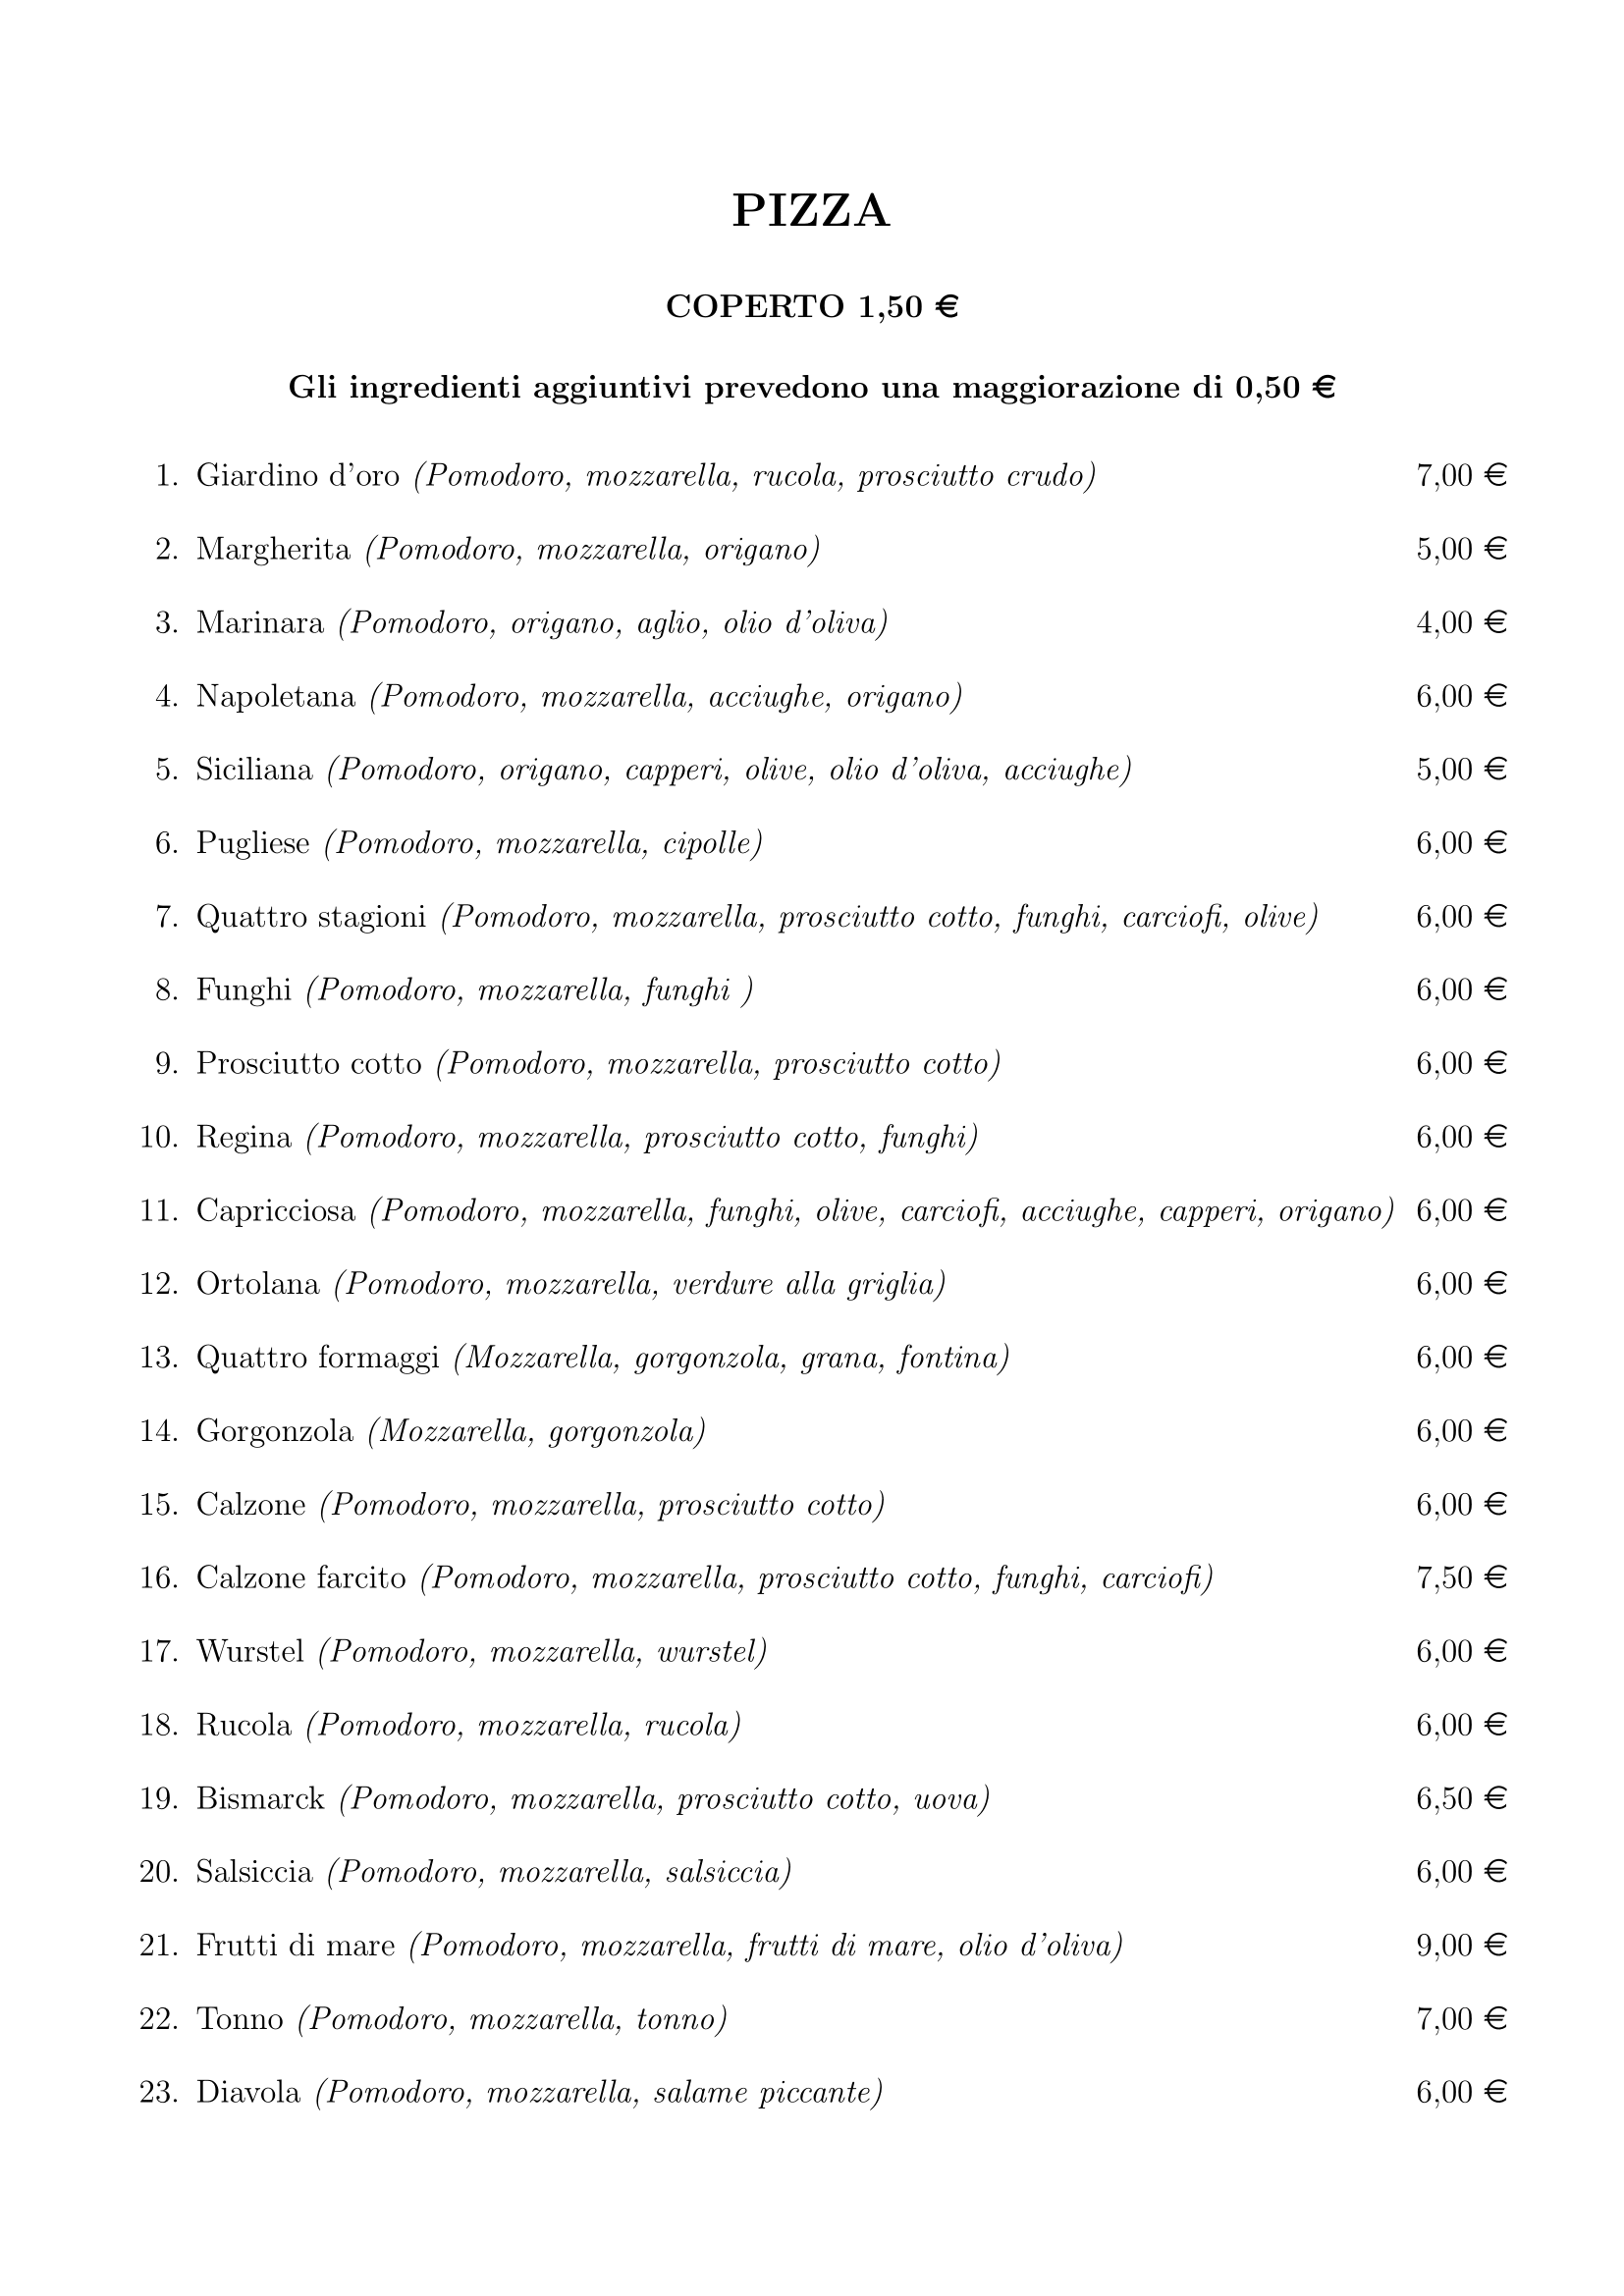 PIZZA
COPERTO 1,50 €
Gli ingredienti aggiuntivi prevedono una maggiorazione di 0,50 €
1. Giardino d'oro (Pomodoro, mozzarella, rucola, prosciutto crudo) 7,00 €
2. Margherita (Pomodoro, mozzarella, origano) 5,00 €
3. Marinara (Pomodoro, origano, aglio, olio d'oliva) 4,00 €
4. Napoletana (Pomodoro, mozzarella, acciughe, origano) 6,00 €
5. Siciliana (Pomodoro, origano, capperi, olive, olio d'oliva, acciughe) 5,00 €
6. Pugliese (Pomodoro, mozzarella, cipolle) 6,00 €
7. Quattro stagioni (Pomodoro, mozzarella, prosciutto cotto, funghi, carciofi, olive) 6,00 €
8. Funghi (Pomodoro, mozzarella, funghi ) 6,00 €
9. Prosciutto cotto (Pomodoro, mozzarella, prosciutto cotto) 6,00 €
10. Regina (Pomodoro, mozzarella, prosciutto cotto, funghi) 6,00 €
11. Capricciosa (Pomodoro, mozzarella, funghi, olive, carciofi, acciughe, capperi, origano) 6,00 €
12. Ortolana (Pomodoro, mozzarella, verdure alla griglia) 6,00 €
13. Quattro formaggi (Mozzarella, gorgonzola, grana, fontina) 6,00 €
14. Gorgonzola (Mozzarella, gorgonzola) 6,00 €
15. Calzone (Pomodoro, mozzarella, prosciutto cotto) 6,00 €
16. Calzone farcito (Pomodoro, mozzarella, prosciutto cotto, funghi, carciofi) 7,50 €
17. Wurstel (Pomodoro, mozzarella, wurstel) 6,00 €
18. Rucola (Pomodoro, mozzarella, rucola) 6,00 €
19. Bismarck (Pomodoro, mozzarella, prosciutto cotto, uova) 6,50 €
20. Salsiccia (Pomodoro, mozzarella, salsiccia) 6,00 €
21. Frutti di mare (Pomodoro, mozzarella, frutti di mare, olio d'oliva) 9,00 €
22. Tonno (Pomodoro, mozzarella, tonno) 7,00 €
23. Diavola (Pomodoro, mozzarella, salame piccante) 6,00 €